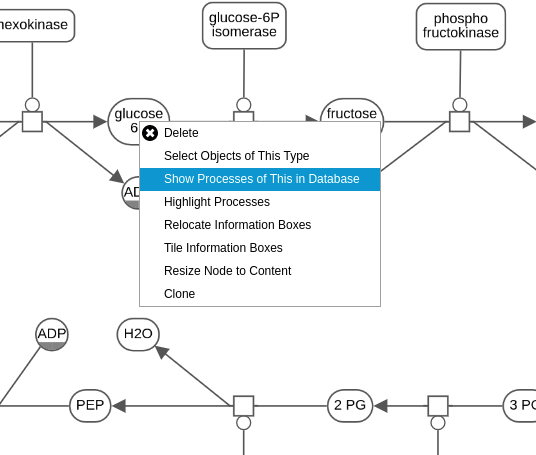 hexokinase
glucose-6P
isomerase
phospho
fructokinase
glucose
6
fructose
AD
Delete
Select Objects of This Type
Show Processes of This in Database
Highlight Processes
Relocate Information Boxes
Tile Information Boxes
Resize Node to Content
Clone
ADP
H2O
PEP
2 PG
3 PG